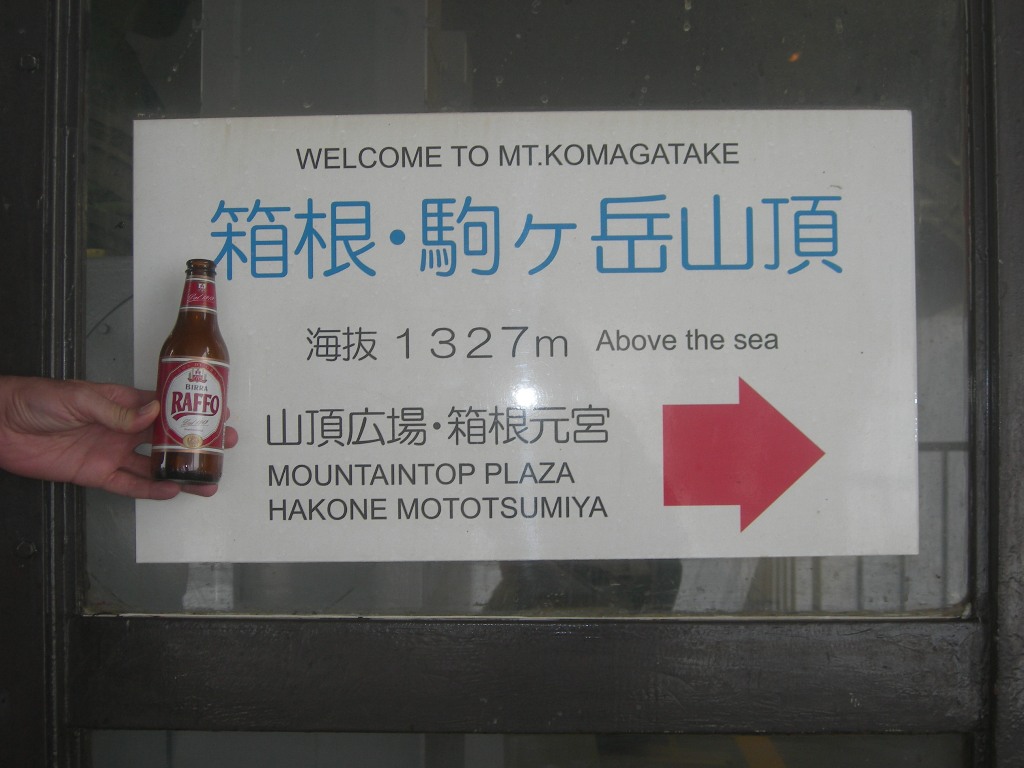 WELCOME TO MT.KOMAGATAKE
箱根・駒ヶ岳山頂
海抜 １３２７ｍ Above the sea
山頂広場・箱根元宮
MOUNTAINTOP PLAZA
HAKONE MOTOTSUMIYA
BIRRA
RAFFO